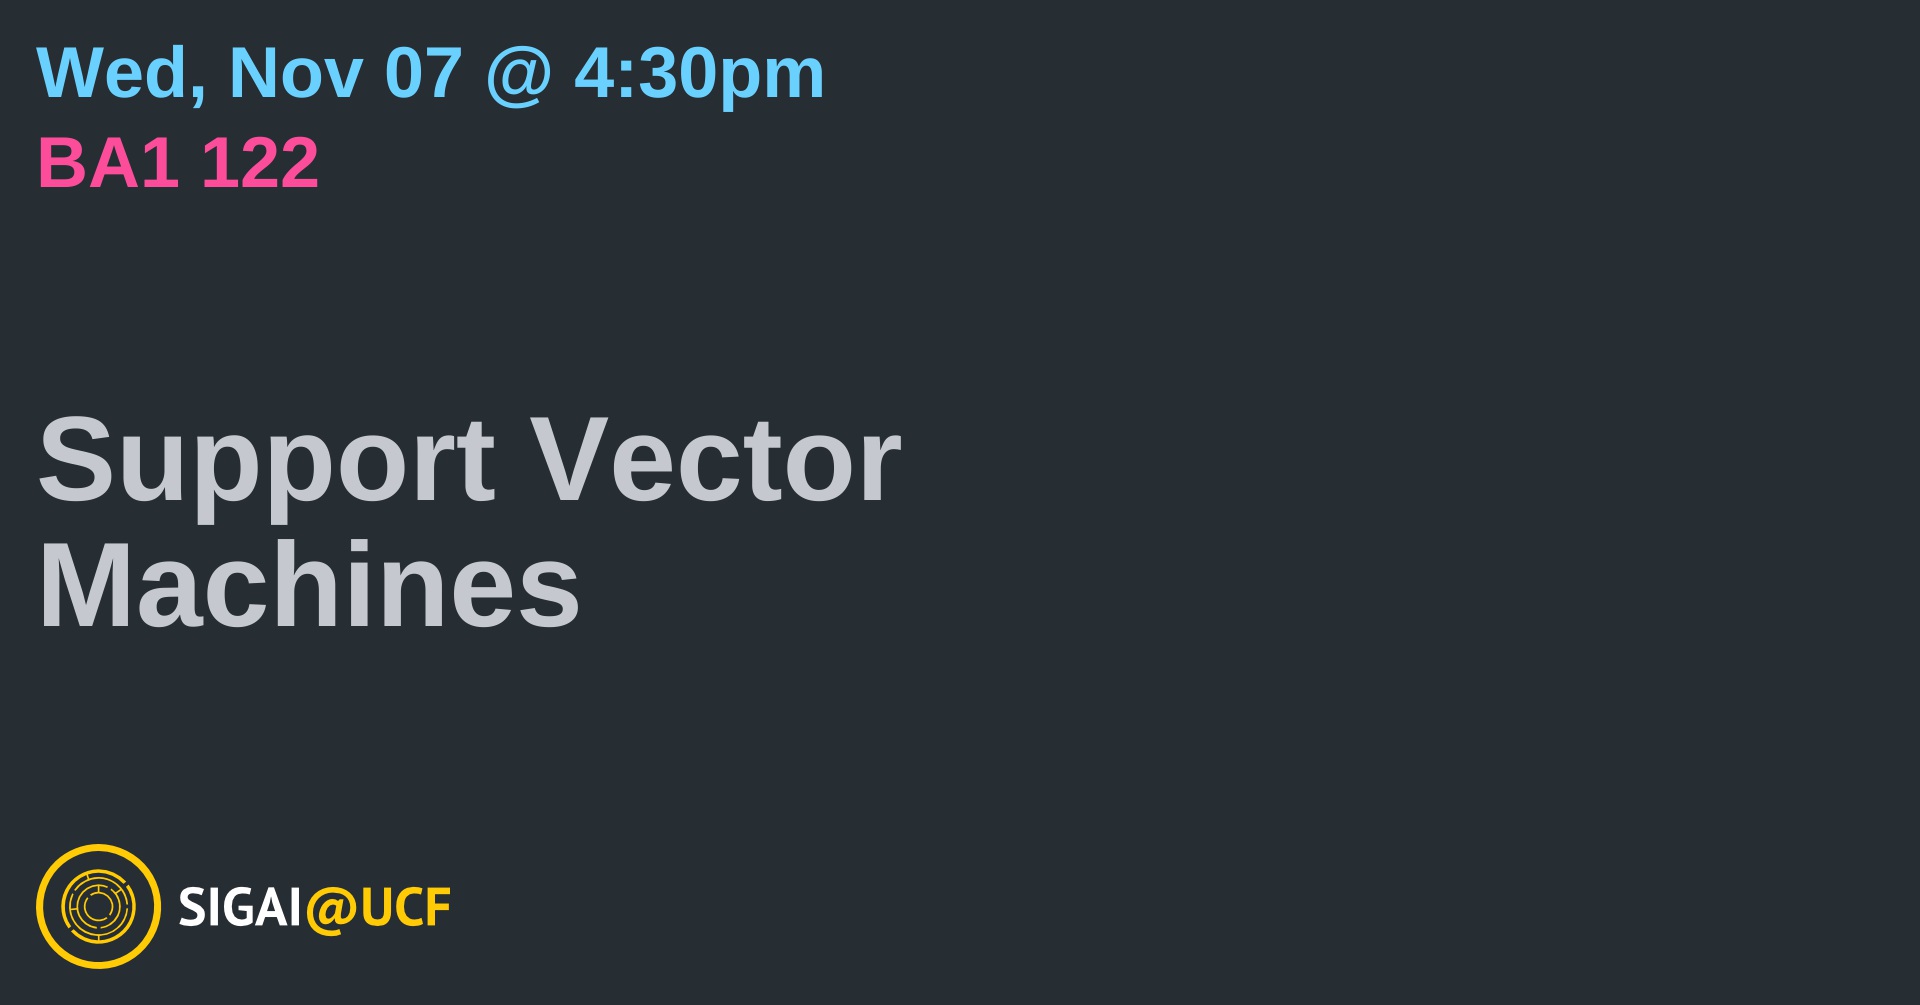 Wed, Nov 07 @ 4:30pm
BA1 122
Support Vector
Machines
SIGAI@UCF